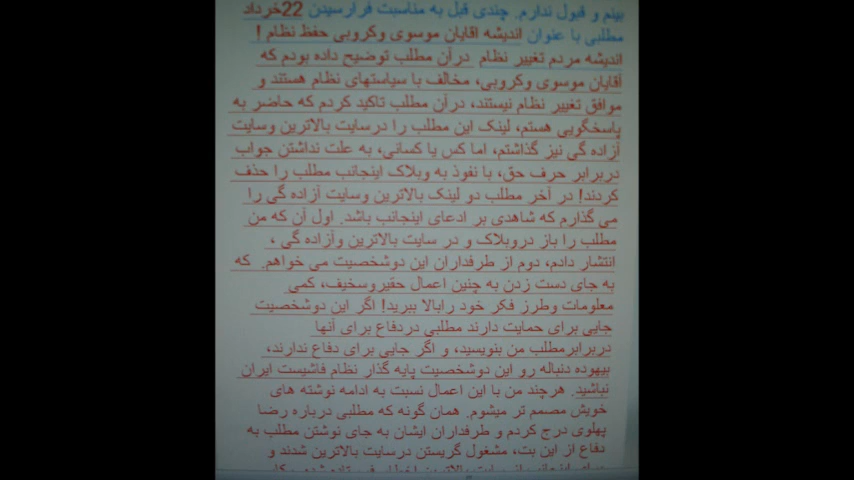 بینم و قبول ندارم. چندی قبل به مناسبت فرارسیدن 22خرداد
مطلبی با عنوان اندیشه اقایان موسوی وکروبی حفظ نظام !
اندیشه مردم تغییر نظام درآن مطلب توضیح داده بودم که
آقایان موسوی وکروبی، مخالف با سیاستهای نظام هستند و
موافق تغییر نظام نیستند، درآن مطلب تاکید کردم که حاضر به
پاسخگویی هستم، لینک این مطلب را درسایت بالاترین وسایت
آزاده گی نیز گذاشتم، اما کس یا کسانی، به علت نداشتن جواب
دربرابر حرف حق، با نفوذ به وبلاک اینجانب مطلب را حذف
کردند! در آخر مطلب دو لینک بالاترین وسایت آزاده گی را
می گذارم که شاهدی بر ادعای اینجانب باشد. اول آن که من
مطلب را باز دروبلاک و در سایت بالاترین وآزاده گی ،
انتشار دادم، دوم از طرفداران این دوشخصیت می خواهم. که
به جای دست زدن به چنین اعمال حقیروسخیف، کمی
معلومات وطرز فکر خود رابالا ببرید! اگر این دوشخصیت
جایی برای حمایت دارند مطلبی دردفاع برای آنها
دربرابرمطلب من بنویسید، و اگر جایی برای دفاع ندارند،
بیهوده دنباله رو این دوشخصیت پایه گذار نظام فاشیست ایران
نباشید. هرچند من با این اعمال نسبت به ادامه نوشته های
خویش مصمم تر میشوم. همان گونه که مطلبی درباره رضا
پهلوی درج کردم و طرفداران ایشان به جای نوشتن مطلب به
دفاع از این بت، مشغول گریستن درسایت بالاترین شدند و